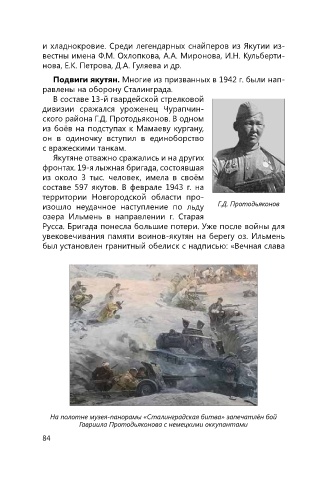 и хладнокровие. Среди легендарных снайперов из Якутии из-
вестны имена Ф.М. Охлопкова, А.А. Миронова, И.Н. Кульберти-
нова, Е.К. Петрова, Д.А. Гуляева и др.
Подвиги якутян. Многие из призванных в 1942 г. были нап-
равлены на оборону Сталинграда.
В составе 13-й гвардейской стрелковой
дивизии сражался уроженец Чурапчин-
ского района Г.Д. Протодьяконов. В одном
из боёв на подступах к Мамаеву кургану,
он в одиночку вступил в единоборство
с вражескими танками.
Якутяне отважно сражались и на других
фронтах. 19-я лыжная бригада, состоявшая
из около 3 тыс. человек, имела в своём
составе 597 якутов. В феврале 1943 г. на
территории Новгородской области про-
изошло неудачное наступление по льду
озера Ильмень в направлении г. Старая
Русса. Бригада понесла большие потери. Уже после войны для
увековечивания памяти воинов-якутян на берегу оз. Ильмень
был установлен гранитный обелиск с надписью: «Вечная слава
Г.Д. Протодьяконов
На полотне музея-панорамы «Сталинградская битва» запечатлён бой
Гавриила Протодьяконова с немецкими оккупантами
84